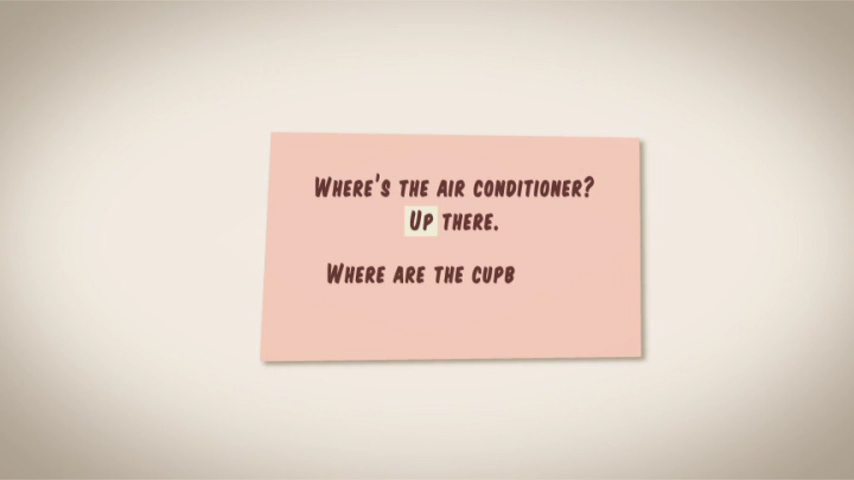 Where's the air conditioner?
Up there.
Where are the cupb